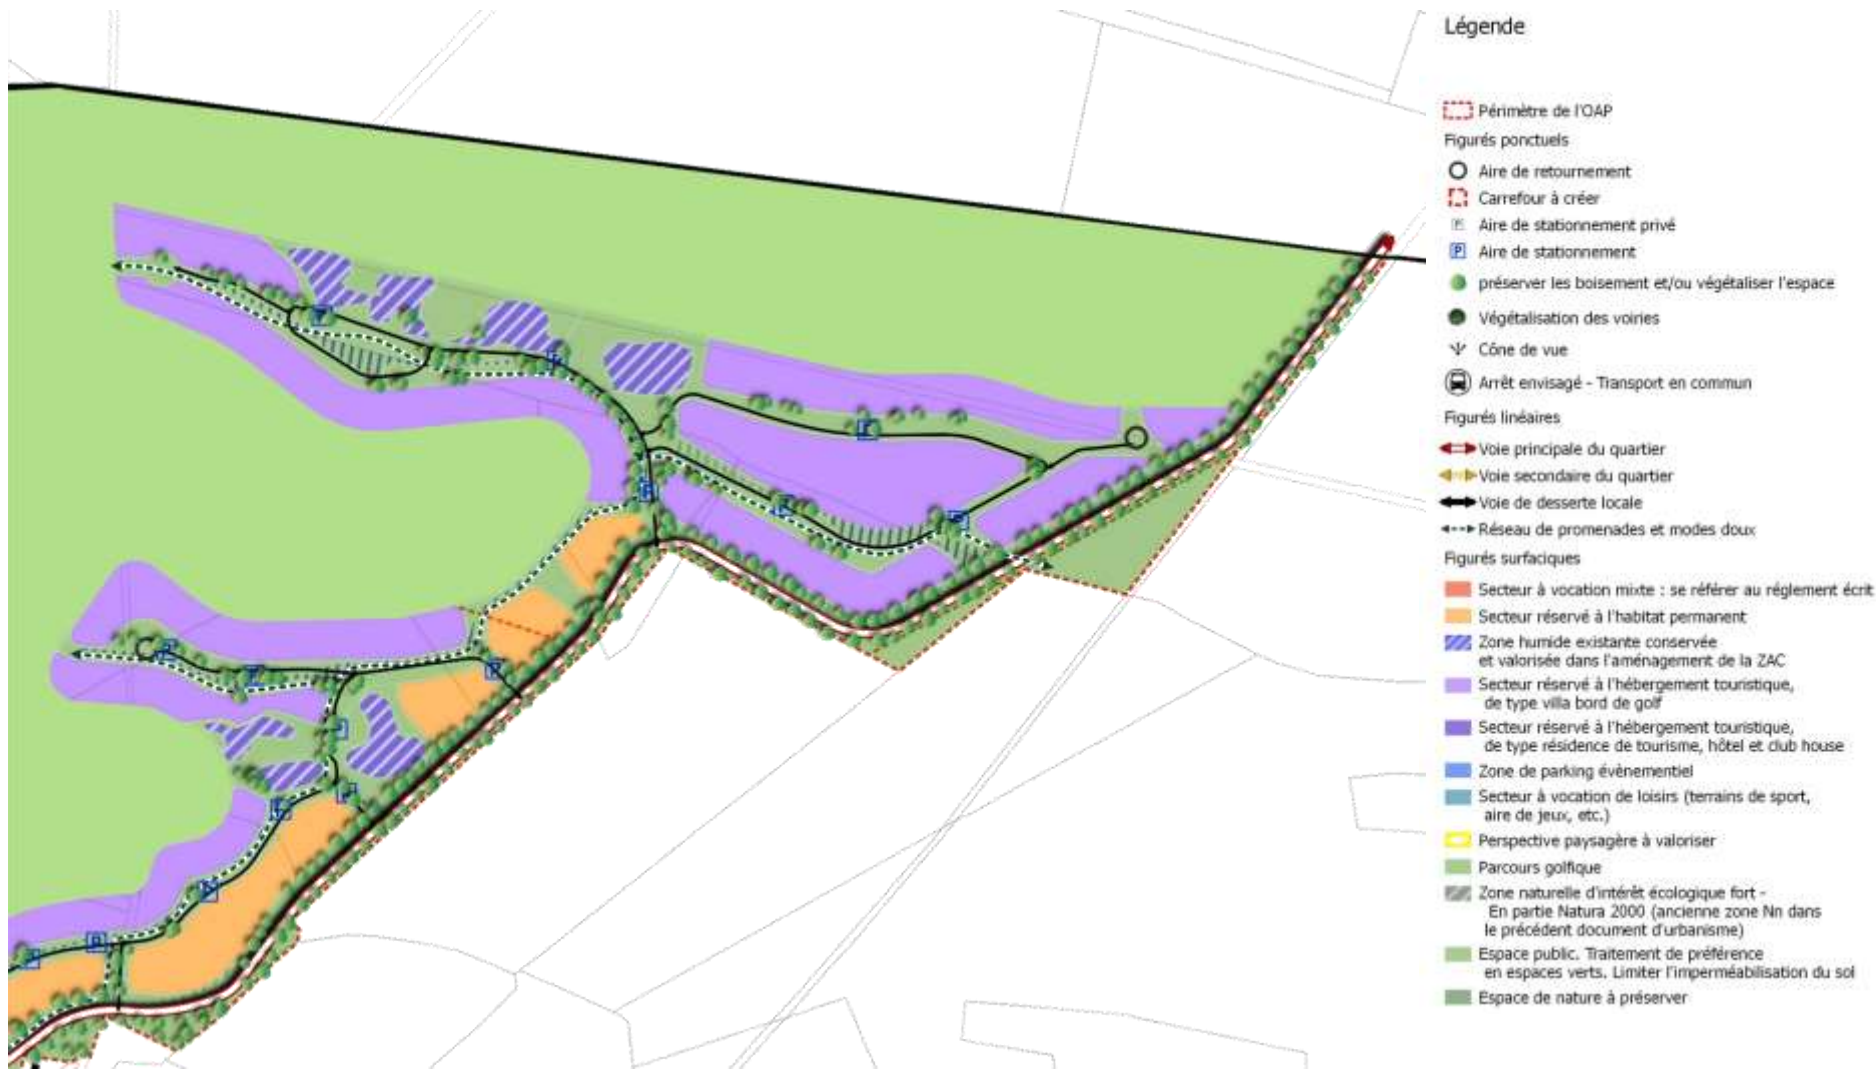 Légende
Périmètre de l'OAP
Figurés ponctuels
Aire de retournement
Carrefour à créer
P Aire de stationnement privé
P Aire de stationnement
préserver les boisement et/ou végétaliser l'espace
Végétalisation des voiries
Cône de vue
Arrêt envisagé - Transport en commun
Figurés linéaires
Voie principale du quartier
Voie secondaire du quartier
Voie de desserte locale
Réseau de promenades et modes doux
Figurés surfaciques
Secteur à vocation mixte : se référer au réglement écrit
Secteur réservé à l'habitat permanent
Zone humide existante conservée
et valorisée dans l'aménagement de la ZAC
Secteur réservé à l'hébergement touristique,
de type villa bord de golf
Secteur réservé à l'hébergement touristique,
de type résidence de tourisme, hôtel et club house
Zone de parking évènementiel
Secteur à vocation de loisirs (terrains de sport,
aire de jeux, etc.)
Perspective paysagère à valoriser
Parcours golfique
Zone naturelle d'intérêt écologique fort -
En partie Natura 2000 (ancienne zone Nn dans
le précédent document d'urbanisme)
Espace public. Traitement de préférence
en espaces verts. Limiter l'imperméabilisation du sol
Espace de nature à préserver